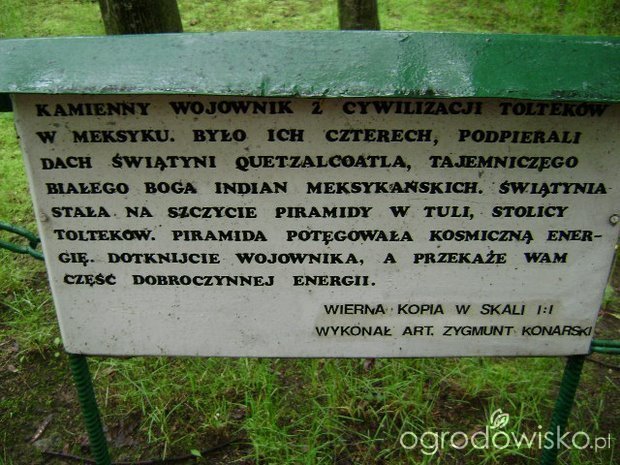 KAMIENNY WOJOWNIK Z CYWILIZACJI TOLTEKÓW
W MEKSYKU. BYŁO ICH CZTERECH, PODPIERALI
DACH ŚWIĄTYNI QUETZALCOATLA, TAJEMNICZEGO
BIAŁEGO BOGA INDIAN MEKSYKAŃSKICH. ŚWIĄTYNIA
STAŁA NA SZCZYCIE PIRAMIDY W TULI, STOLICY
TOLTEKÓW. PIRAMIDA POTĘGOWAŁA KOSMICZNĄ ENER-
GIĘ. DOTKNIJCIE WOJOWNIKA, A PRZEKAŻE WAM
CZĘŚĆ DOBROCZYNNEJ ENERGII.
WIERNA KOPIA W SKALI 1:1
WYKONAŁ ART. ZYGMUNT KONARSKI
ogrodowisko.pl